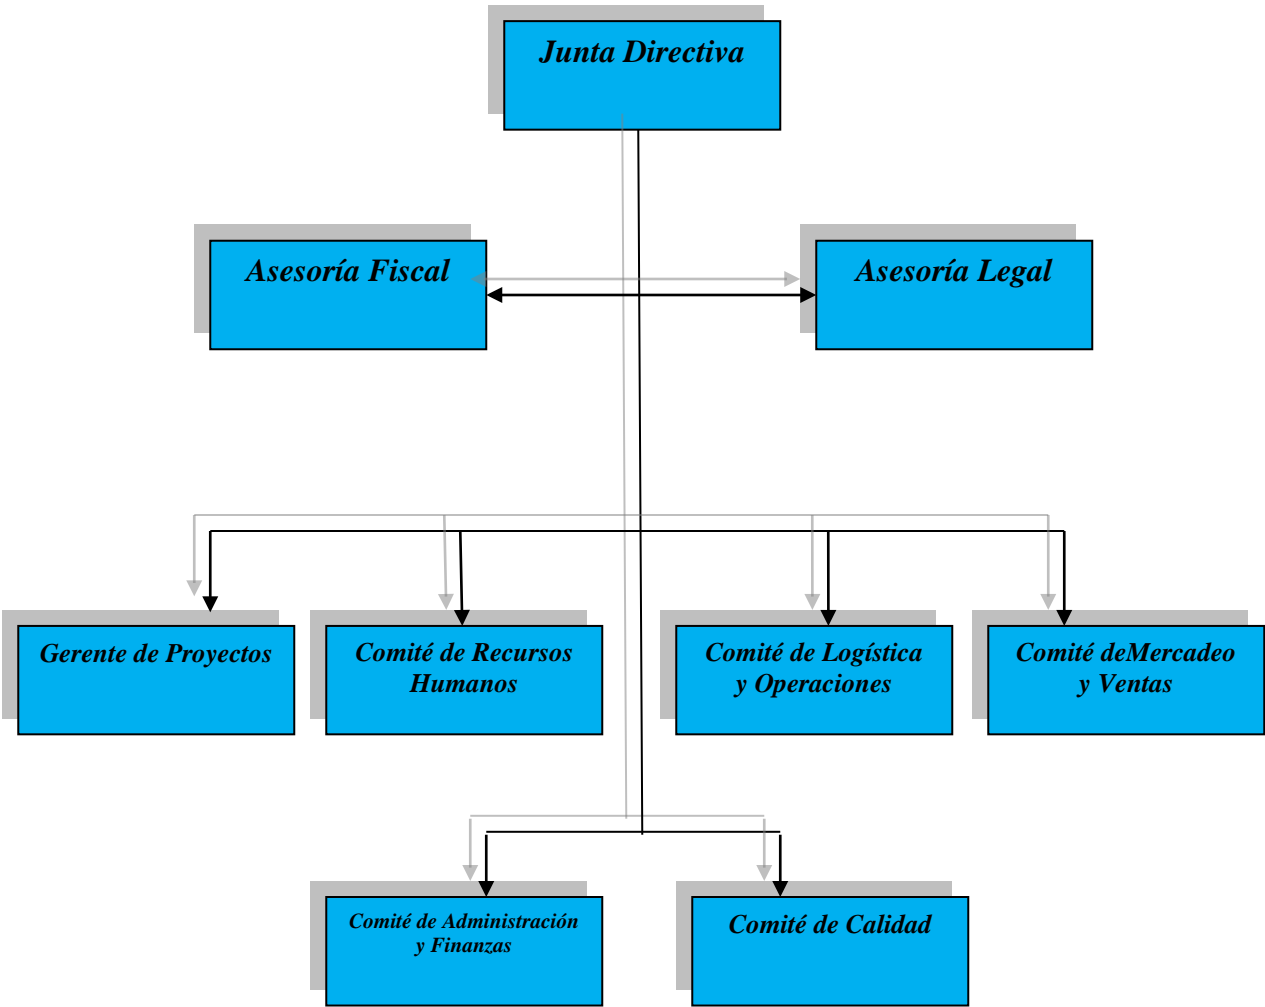 Junta Directiva
Asesoría Fiscal
Asesoría Legal
Gerente de Proyectos
Comité de Recursos
Humanos
Comité de Logística
y Operaciones
Comité deMercadeo
y Ventas
Comité de Administración
y Finanzas
Comité de Calidad